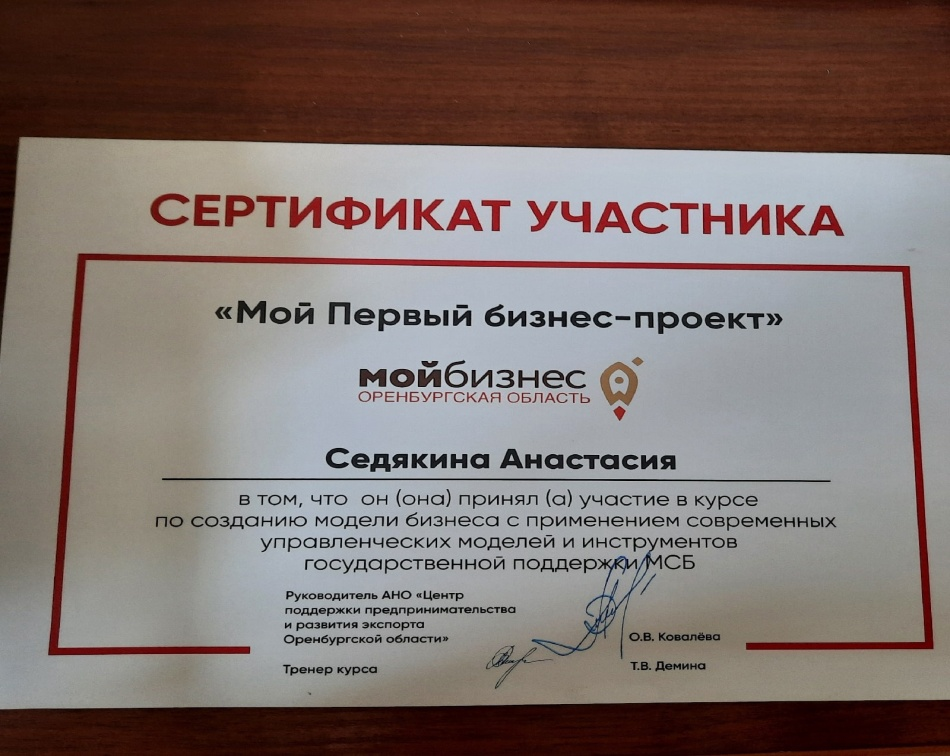 СЕРТИФИКАТ УЧАСТНИКА
«Мой Первый бизнес-проект»
мойбизнес
ОРЕНБУРГСКАЯ ОБЛАСТЬ
Седякина Анастасия
в том, что он (она) принял (а) участие в курсе
по созданию модели бизнеса с применением современных
управленческих моделей и инструментов
государственной поддержки МСБ
Руководитель АНО «Центр
поддержки предпринимательства
и развития экспорта
Оренбургской области»
О.В. Ковалёва
Тренер курса
Т.В. Демина